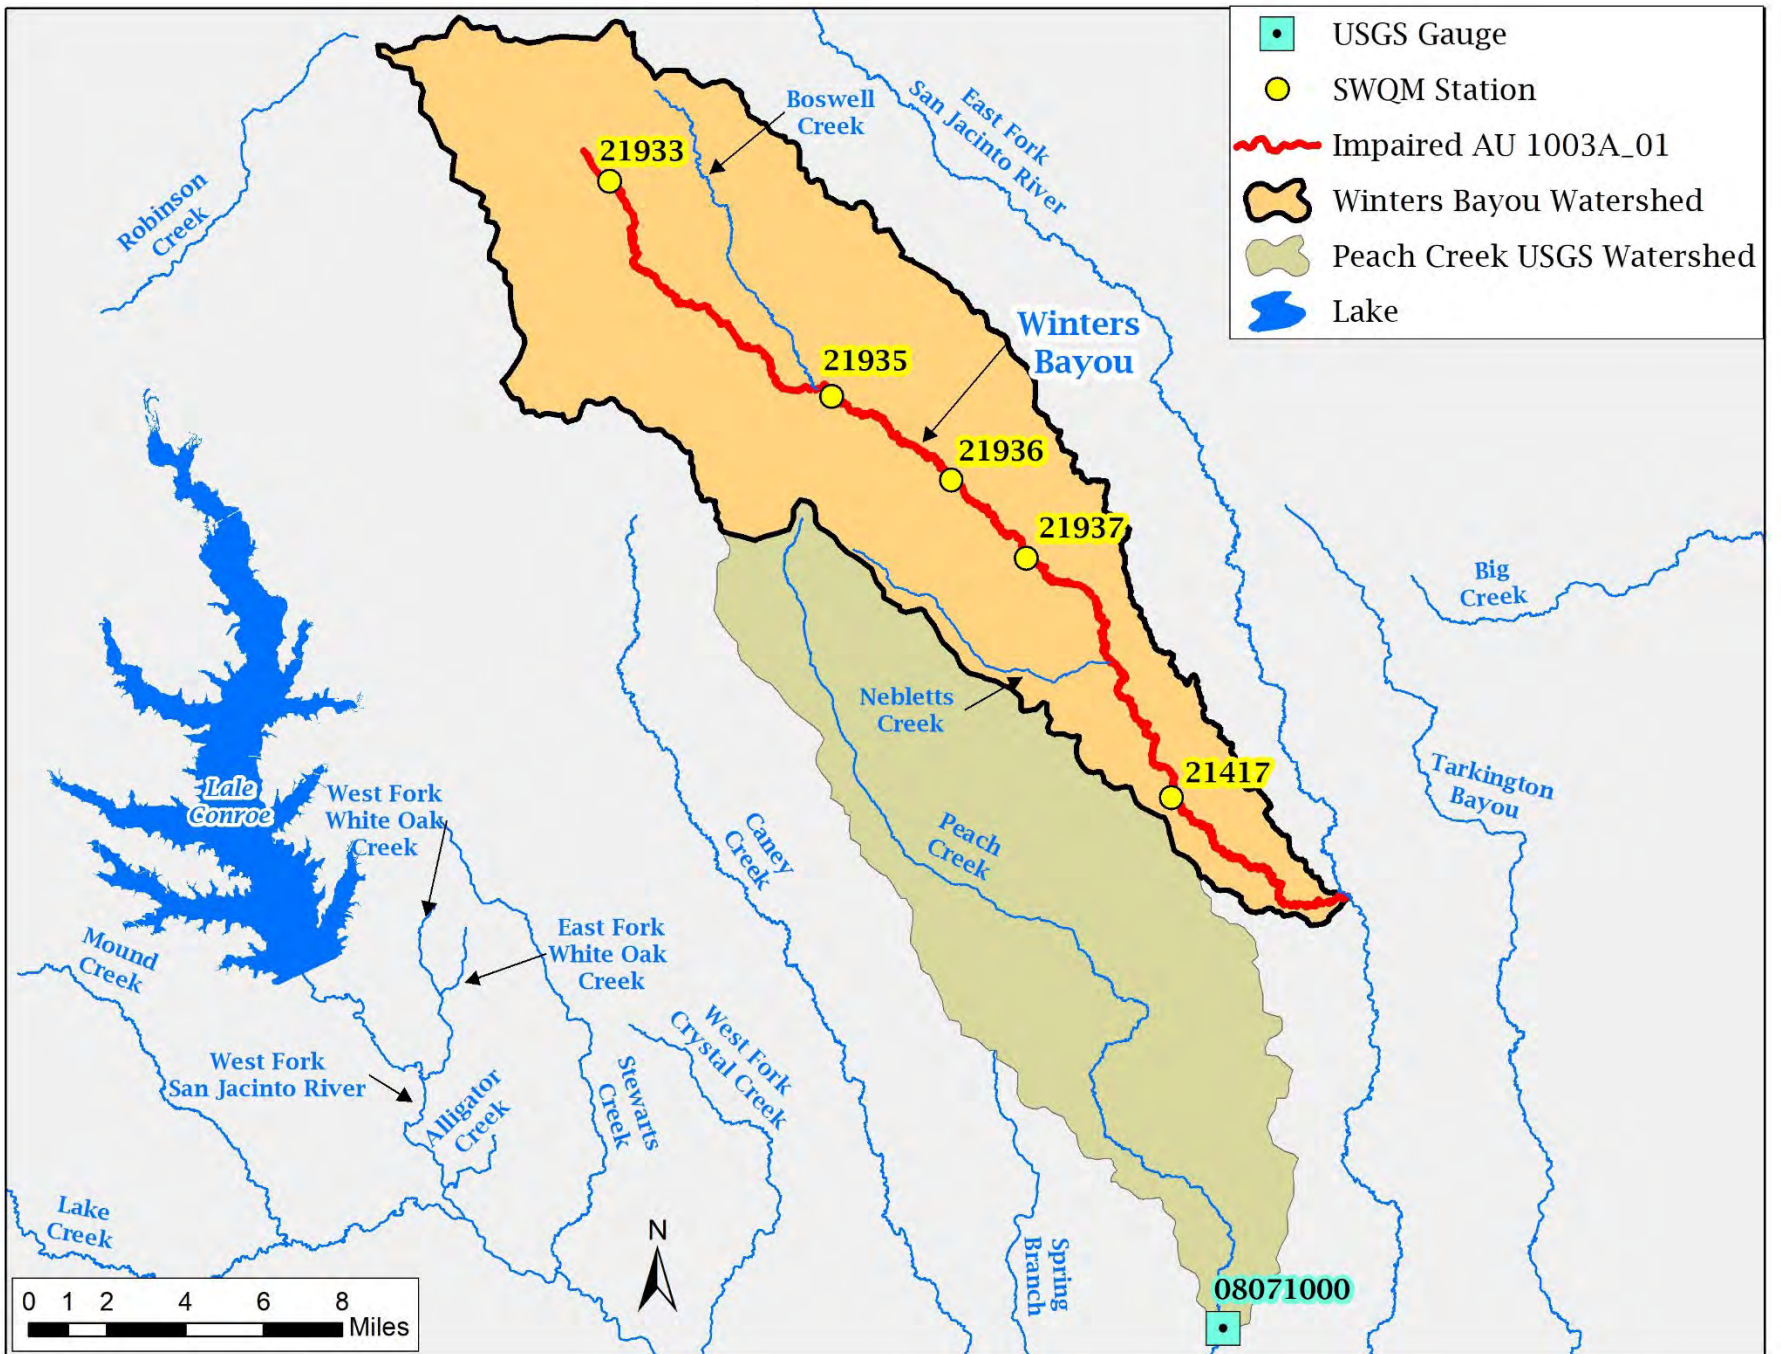 USGS Gauge
SWQM Station
Impaired AU 1003A_01
Winters Bayou Watershed
Peach Creek USGS Watershed
Lake
Boswell
Creek
East Fork
San Jacinto River
21933
Robinson
Creek
Winters
Bayou
21935
21936
21937
Big
Creek
Nebletts
Creek
21417
Tarkington
Bayou
Lale
Conroe
West Fork
White Oak
Creek
Caney
Creek
Peach
Creek
East Fork
White Oak
Creek
Mound
Creek
West Fork
Crystal Creek
West Fork
San Jacinto River
Alligator
Creek
Stewarts
Creek
Lake
Creek
N
Spring
Branch
08071000
0 1 2 4 6 8
Miles